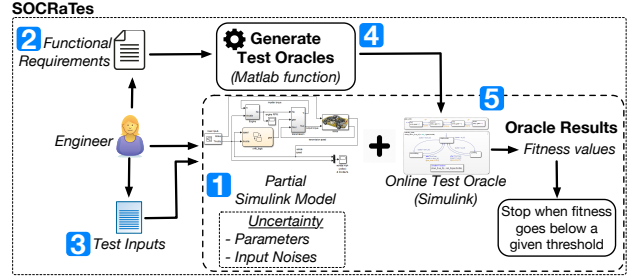 SOCRaTes
2 Functional
Requirements
Generate
Test Oracles
(Matlab function)
4
Engineer
1
Partial
Simulink Model
Uncertainty
- Parameters
- Input Noises
3 Test Inputs
Online Test Oracle
(Simulink)
5
Oracle Results
Fitness values
Stop when fitness
goes below a
given threshold